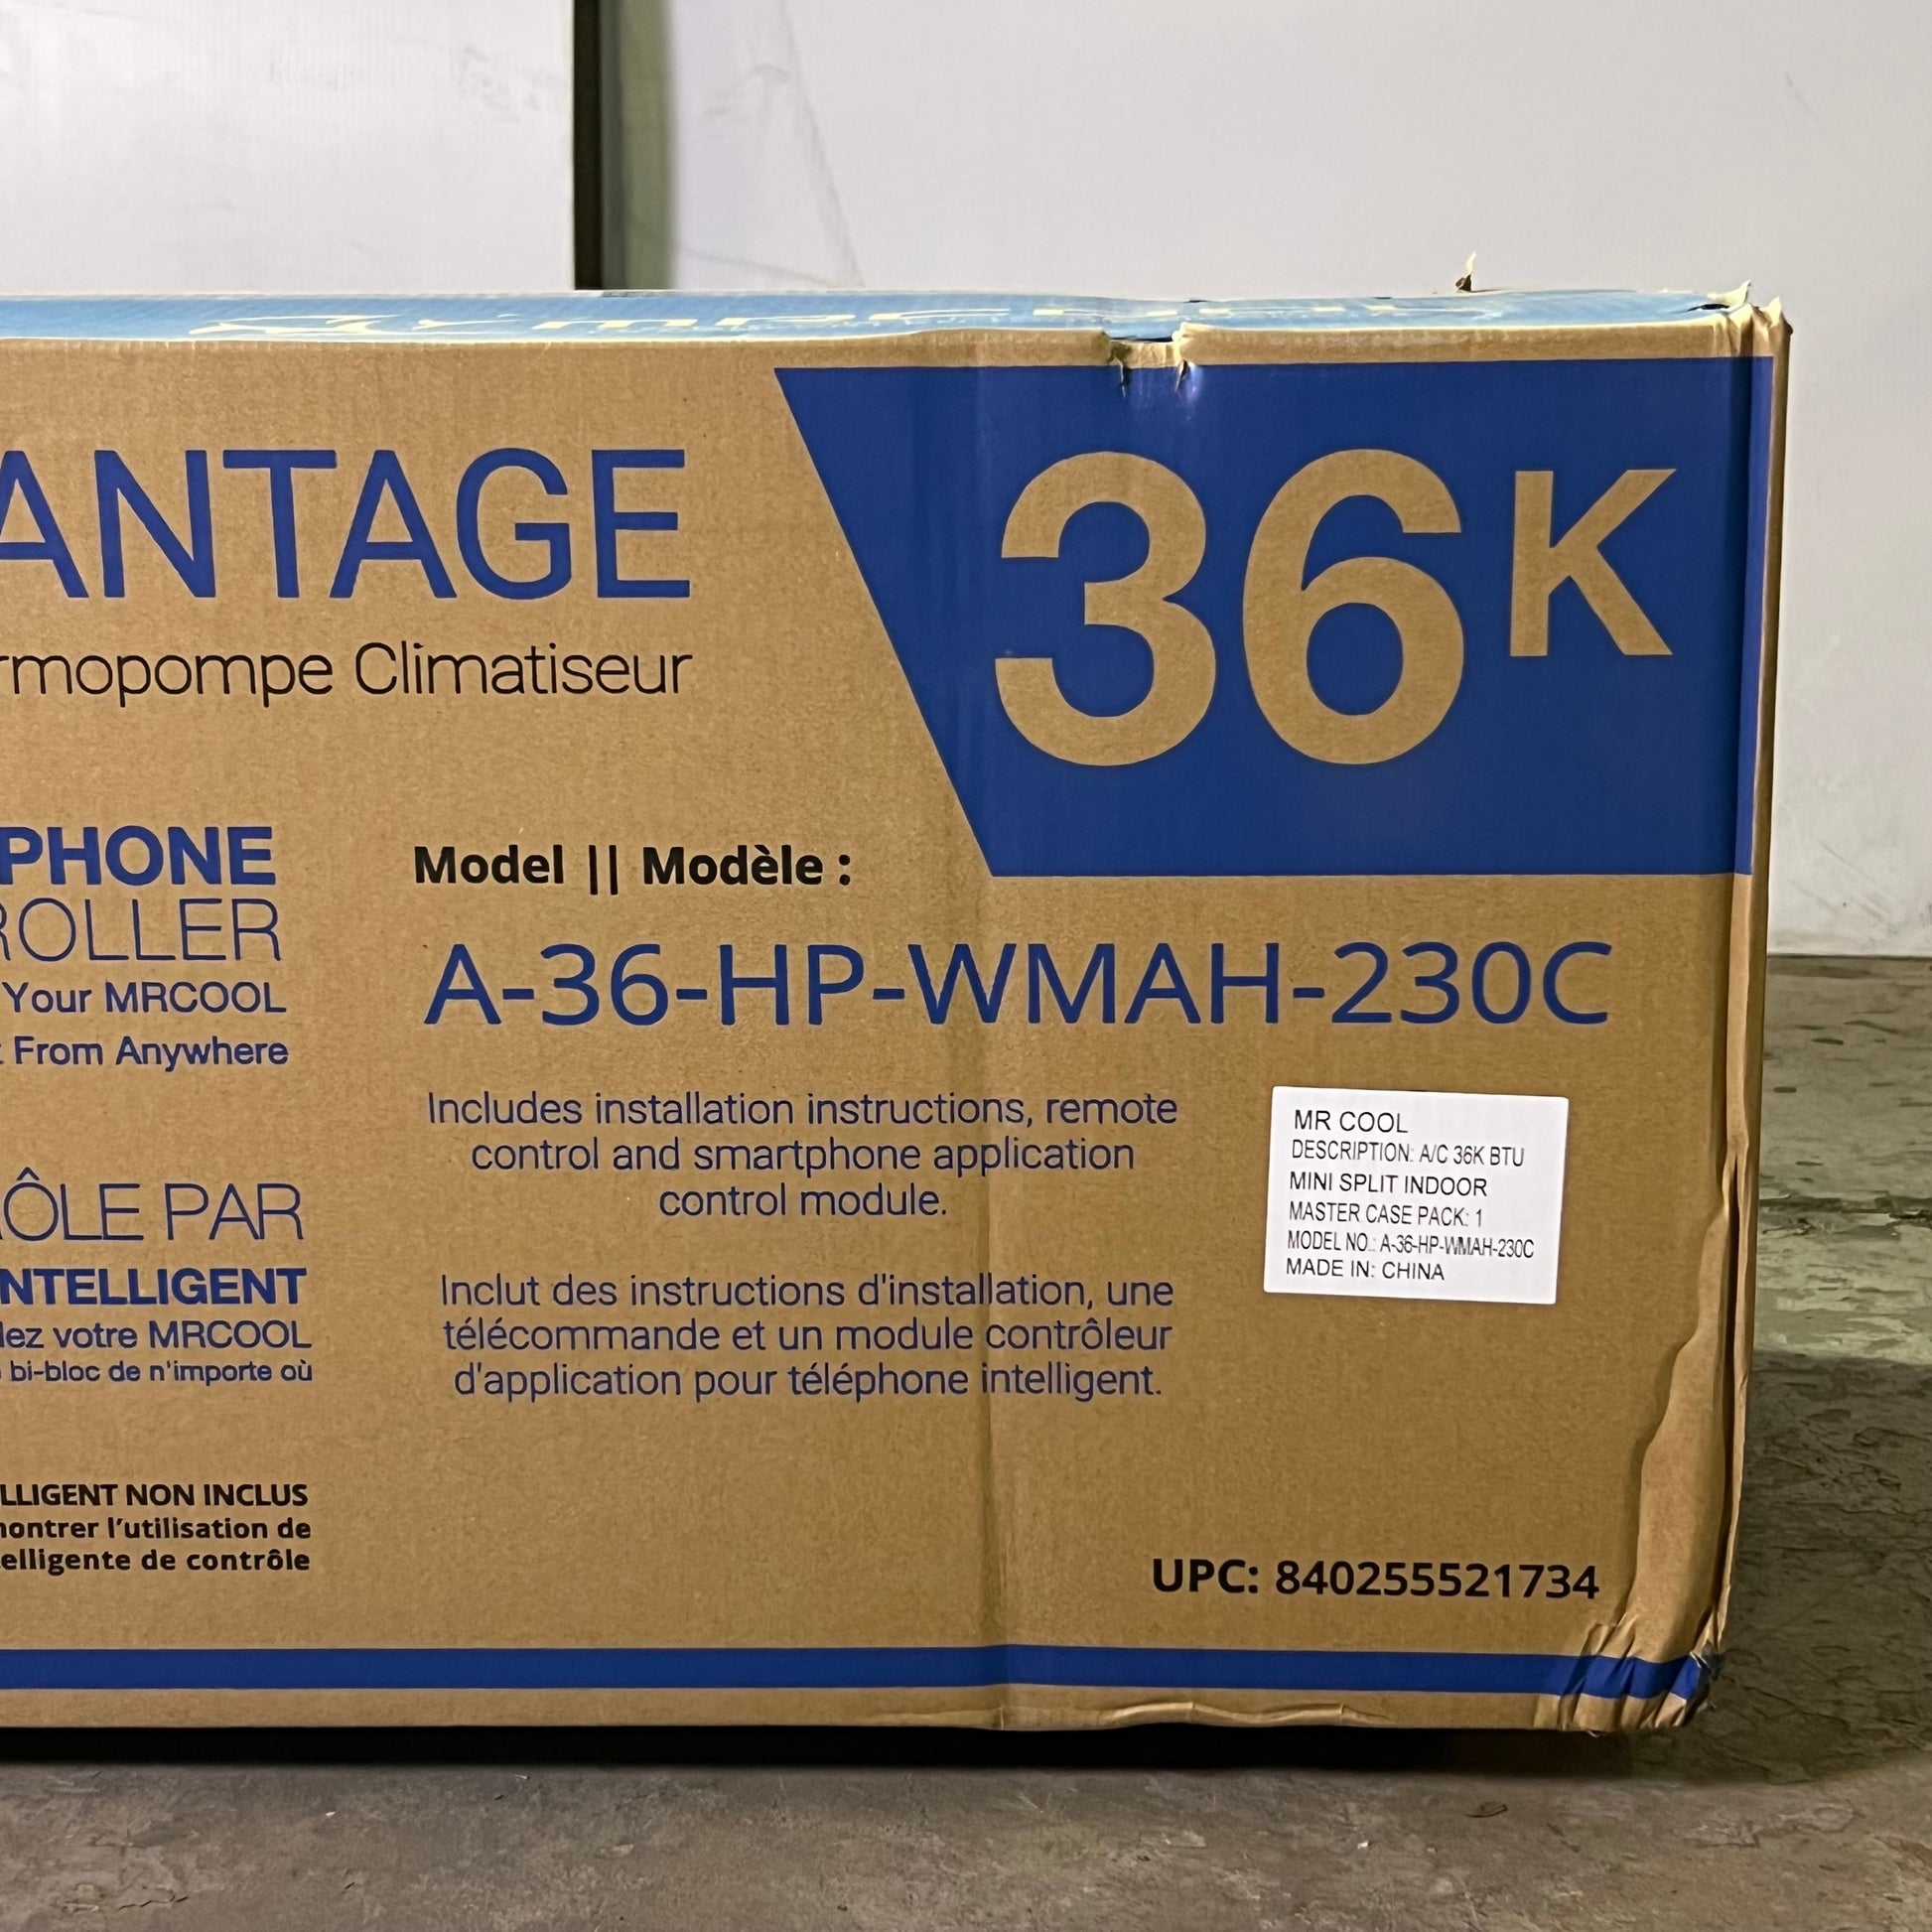 ANTAGE
rmopompe Climatiseur
36K
PHONE
ROLLER
Your MRCOOL
t From Anywhere
ÔLE PAR
NTELLIGENT
lez votre MRCOOL
bi-bloc de n'importe où
LLIGENT NON INCLUS
montrer l'utilisation de
elligente de contrôle
Model || Modèle :
A-36-HP-WMAH-230C
Includes installation instructions, remote
control and smartphone application
control module.
Inclut des instructions d'installation, une
télécommande et un module contrôleur
d'application pour téléphone intelligent.
MR COOL
DESCRIPTION: A/C 36K BTU
MINI SPLIT INDOOR
MASTER CASE PACK: 1
MODEL NO.: A-36-HP-WMAH-230C
MADE IN: CHINA
UPC: 840255521734